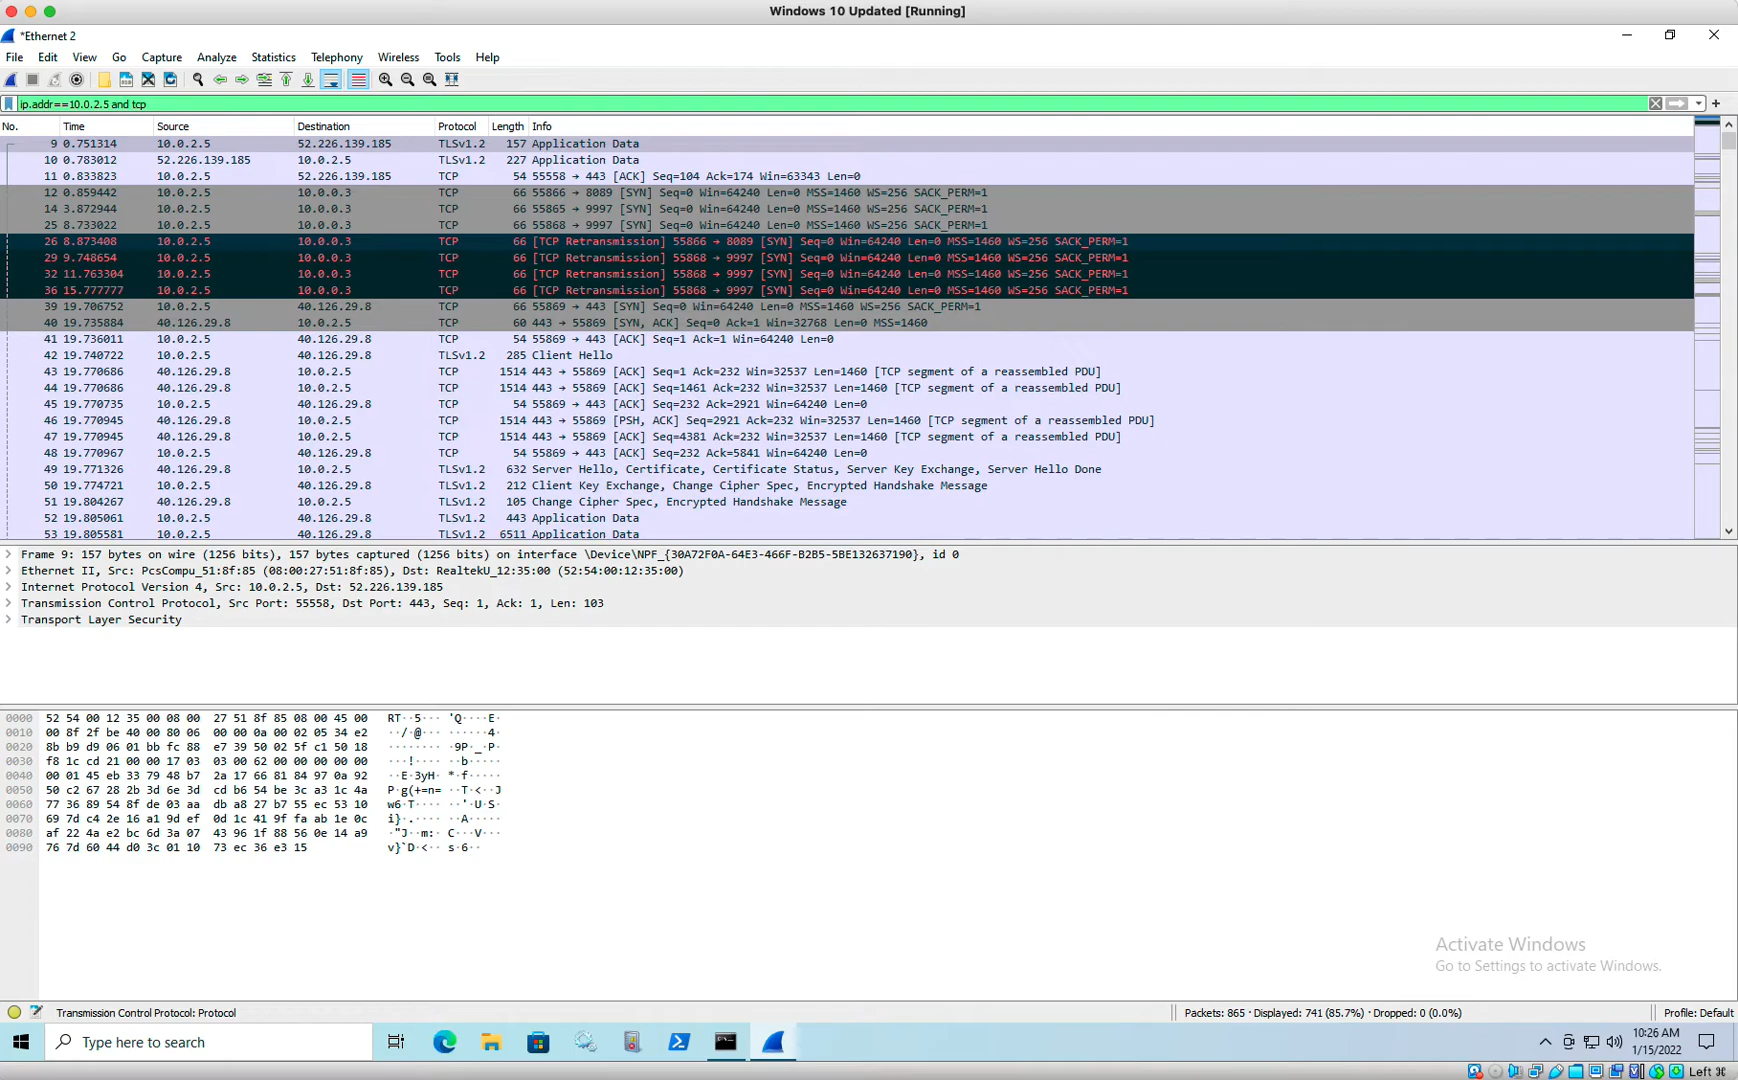 Windows 10 Updated [Running]
*Ethernet 2
File Edit View Go Capture Analyze Statistics Telephony Wireless Tools Help
ip.addr==10.0.2.5 and tcp
No. Time Source Destination Protocol Length Info
9 0.751314 10.0.2.5 52.226.139.185 TLSv1.2 157 Application Data
10 0.783012 52.226.139.185 10.0.2.5 TLSv1.2 227 Application Data
11 0.833823 10.0.2.5 52.226.139.185 TCP 54 55558 → 443 [ACK] Seq=104 Ack=174 Win=63343 Len=0
12 0.859442 10.0.2.5 10.0.0.3 TCP 66 55866 → 8089 [SYN] Seq=0 Win=64240 Len=0 MSS=1460 WS=256 SACK_PERM=1
14 3.872944 10.0.2.5 10.0.0.3 TCP 66 55865 → 9997 [SYN] Seq=0 Win=64240 Len=0 MSS=1460 WS=256 SACK_PERM=1
25 8.733022 10.0.2.5 10.0.0.3 TCP 66 55868 → 9997 [SYN] Seq=0 Win=64240 Len=0 MSS=1460 WS=256 SACK_PERM=1
26 8.873408 10.0.2.5 10.0.0.3 TCP 66 [TCP Retransmission] 55866 → 8089 [SYN] Seq=0 Win=64240 Len=0 MSS=1460 WS=256 SACK_PERM=1
29 9.748654 10.0.2.5 10.0.0.3 TCP 66 [TCP Retransmission] 55868 → 9997 [SYN] Seq=0 Win=64240 Len=0 MSS=1460 WS=256 SACK_PERM=1
32 11.763304 10.0.2.5 10.0.0.3 TCP 66 [TCP Retransmission] 55868 → 9997 [SYN] Seq=0 Win=64240 Len=0 MSS=1460 WS=256 SACK_PERM=1
36 15.777777 10.0.2.5 10.0.0.3 TCP 66 [TCP Retransmission] 55868 → 9997 [SYN] Seq=0 Win=64240 Len=0 MSS=1460 WS=256 SACK_PERM=1
39 19.706752 10.0.2.5 40.126.29.8 TCP 66 55869 → 443 [SYN] Seq=0 Win=64240 Len=0 MSS=1460 WS=256 SACK_PERM=1
40 19.735884 40.126.29.8 10.0.2.5 TCP 60 443 → 55869 [SYN, ACK] Seq=0 Ack=1 Win=32768 Len=0 MSS=1460
41 19.736011 10.0.2.5 40.126.29.8 TCP 54 55869 → 443 [ACK] Seq=1 Ack=1 Win=64240 Len=0
42 19.740722 10.0.2.5 40.126.29.8 TLSv1.2 285 Client Hello
43 19.770686 40.126.29.8 10.0.2.5 TCP 1514 443 → 55869 [ACK] Seq=1 Ack=232 Win=32537 Len=1460 [TCP segment of a reassembled PDU]
44 19.770686 40.126.29.8 10.0.2.5 TCP 1514 443 → 55869 [ACK] Seq=1461 Ack=232 Win=32537 Len=1460 [TCP segment of a reassembled PDU]
45 19.770735 10.0.2.5 40.126.29.8 TCP 54 55869 → 443 [ACK] Seq=232 Ack=2921 Win=64240 Len=0
46 19.770945 40.126.29.8 10.0.2.5 TCP 1514 443 → 55869 [PSH, ACK] Seq=2921 Ack=232 Win=32537 Len=1460 [TCP segment of a reassembled PDU]
47 19.770945 40.126.29.8 10.0.2.5 TCP 1514 443 → 55869 [ACK] Seq=4381 Ack=232 Win=32537 Len=1460 [TCP segment of a reassembled PDU]
48 19.770967 10.0.2.5 40.126.29.8 TCP 54 55869 → 443 [ACK] Seq=232 Ack=5841 Win=64240 Len=0
49 19.771326 40.126.29.8 10.0.2.5 TLSv1.2 632 Server Hello, Certificate, Certificate Status, Server Key Exchange, Server Hello Done
50 19.774721 10.0.2.5 40.126.29.8 TLSv1.2 212 Client Key Exchange, Change Cipher Spec, Encrypted Handshake Message
51 19.804267 40.126.29.8 10.0.2.5 TLSv1.2 105 Change Cipher Spec, Encrypted Handshake Message
52 19.805061 10.0.2.5 40.126.29.8 TLSv1.2 443 Application Data
53 19.805581 10.0.2.5 40.126.29.8 TLSv1.2 6511 Application Data
Frame 9: 157 bytes on wire (1256 bits), 157 bytes captured (1256 bits) on interface \Device\NPF_{30A72F0A-64E3-466F-B2B5-5BE132637190}, id 0
Ethernet II, Src: PcsCompu_51:8f:85 (08:00:27:51:8f:85), Dst: RealtekU_12:35:00 (52:54:00:12:35:00)
Internet Protocol Version 4, Src: 10.0.2.5, Dst: 52.226.139.185
Transmission Control Protocol, Src Port: 55558, Dst Port: 443, Seq: 1, Ack: 1, Len: 103
Transport Layer Security
0000 52 54 00 12 35 00 08 00 27 51 8f 85 08 00 45 00 RT··5··· 'Q····E·
0010 00 8f 2f be 40 00 80 06 00 00 0a 00 02 05 34 e2 ··/·@··· ······4·
0020 8b b9 d9 06 01 bb fc 88 e7 39 50 02 5f c1 50 18 ········ ·9P·_·P·
0030 f8 1c cd 21 00 00 17 03 03 00 62 00 00 00 00 00 ···!···· ··b·····
0040 00 01 45 eb 33 79 48 b7 2a 17 66 81 84 97 0a 92 ··E·3yH· *·f·····
0050 50 c2 67 28 2b 3d 6e 3d cd b6 54 be 3c a3 1c 4a P·g(+=n= ··T·<··J
0060 77 36 89 54 8f de 03 aa db a8 27 b7 55 ec 53 10 w6·T···· ··'·U·S·
0070 69 7d c4 2e 16 a1 9d ef 0d 1c 41 9f fa ab 1e 0c i}·.···· ··A·····
0080 af 22 4a e2 bc 6d 3a 07 43 96 1f 88 56 0e 14 a9 ·"J··m:· C···V···
0090 76 7d 60 44 d0 3c 01 10 73 ec 36 e3 15 v}`D·<·· s·6··
Activate Windows
Go to Settings to activate Windows.
Transmission Control Protocol: Protocol
Packets: 865 · Displayed: 741 (85.7%) · Dropped: 0 (0.0%)
Profile: Default
Type here to search
10:26 AM
1/15/2022
Left ⌘